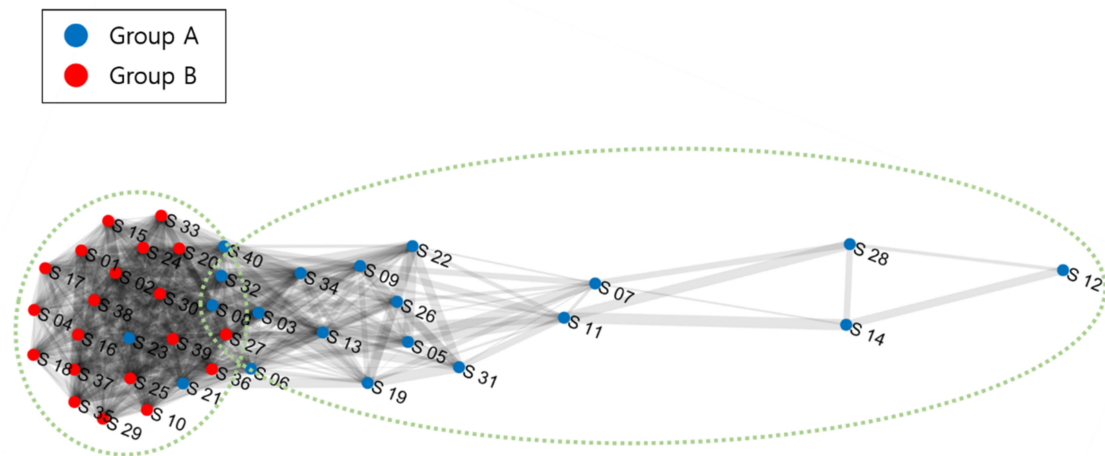 Group A
Group B
S 33
S 15
S 20
S 40
S 24
S 01
S 22
S 28
S 17
S 02
S 32
S 34
S 09
S 12
S 07
S 30
S 38
S 08
S 03
S 26
S 04
S 11
S 14
S 27
S 13
S 16
S 23
S 39
S 05
S 18
S 37
S 36
S 06
S 31
S 25
S 21
S 19
S 35
S 10
S 29